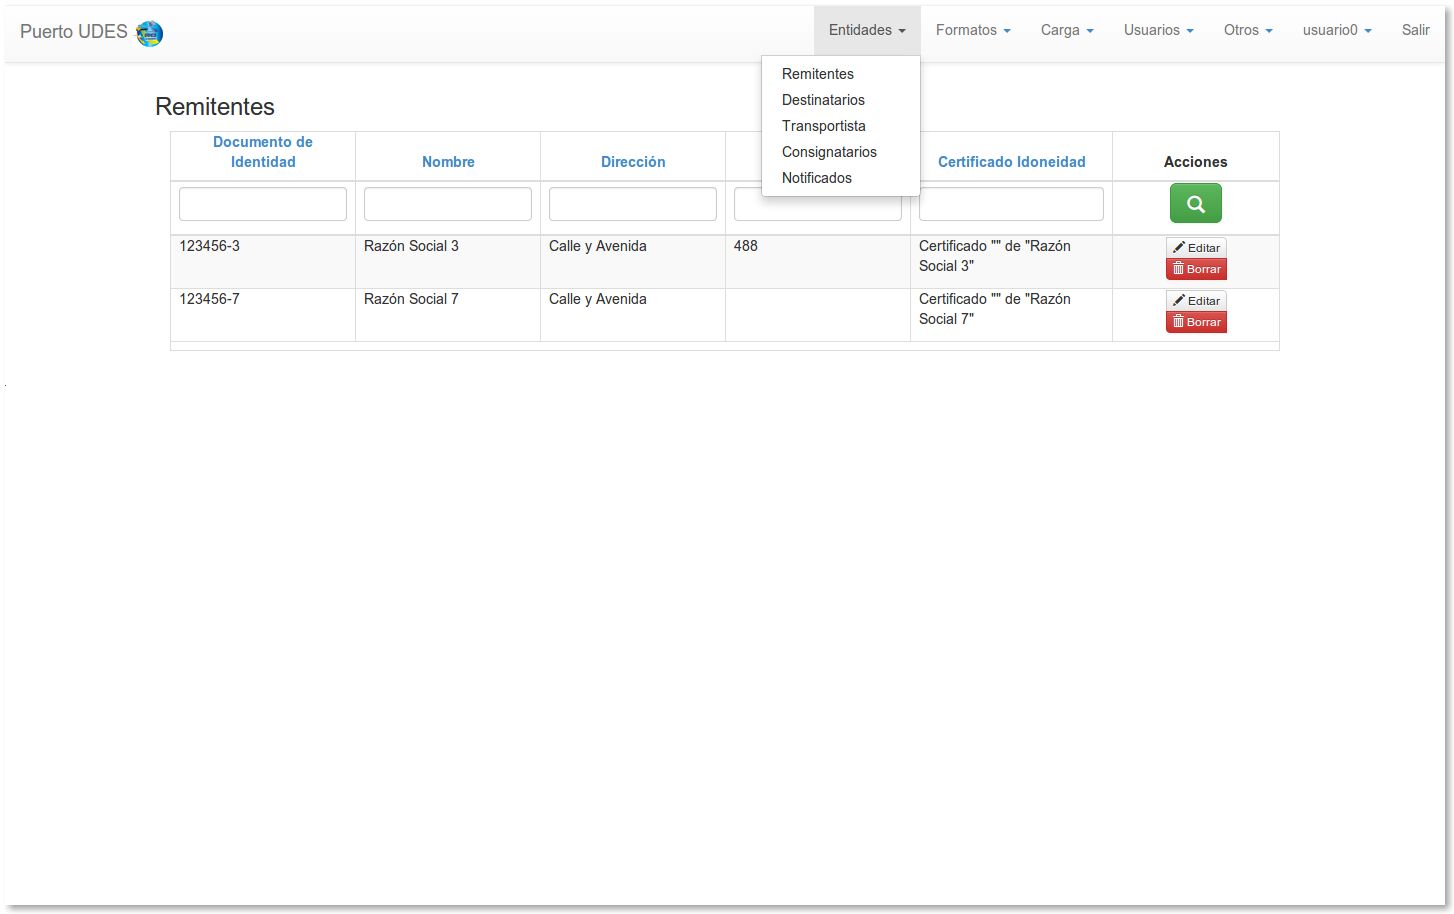 Puerto UDES
Entidades Formatos Carga Usuarios Otros usuario0 Salir
Remitentes
Destinatarios
Transportista
Consignatarios
Notificados
Remitentes
Documento de
Identidad Nombre Dirección Certificado Idoneidad Acciones
123456-3 Razón Social 3 Calle y Avenida 488 Certificado "" de "Razón Editar
Social 3" Borrar
123456-7 Razón Social 7 Calle y Avenida Certificado "" de "Razón Editar
Social 7" Borrar